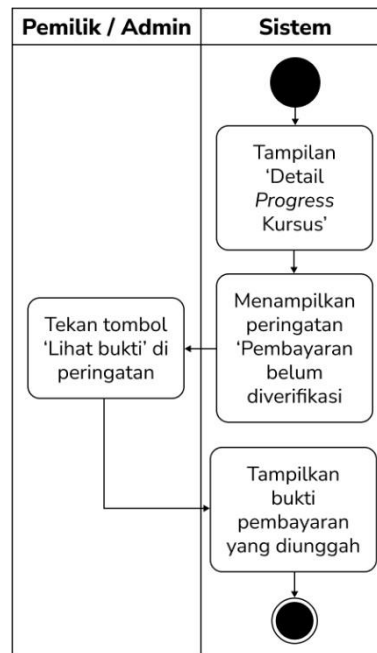 Pemilik / Admin
Sistem
Tampilan
‘Detail
Progress
Kursus’
Menampilkan
peringatan
‘Pembayaran
belum
diverifikasi
Tekan tombol
‘Lihat bukti’ di
peringatan
Tampilkan
bukti
pembayaran
yang diunggah